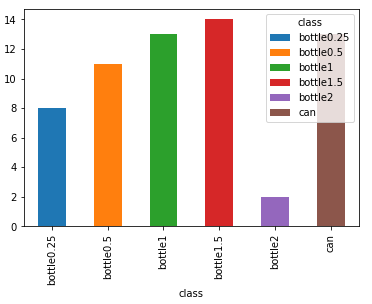 14
12
10
8
6
4
2
0
class
bottle0.25
bottle0.5
bottle1
bottle1.5
bottle2
can
bottle0.25
bottle0.5
bottle1
bottle1.5
bottle2
can
class